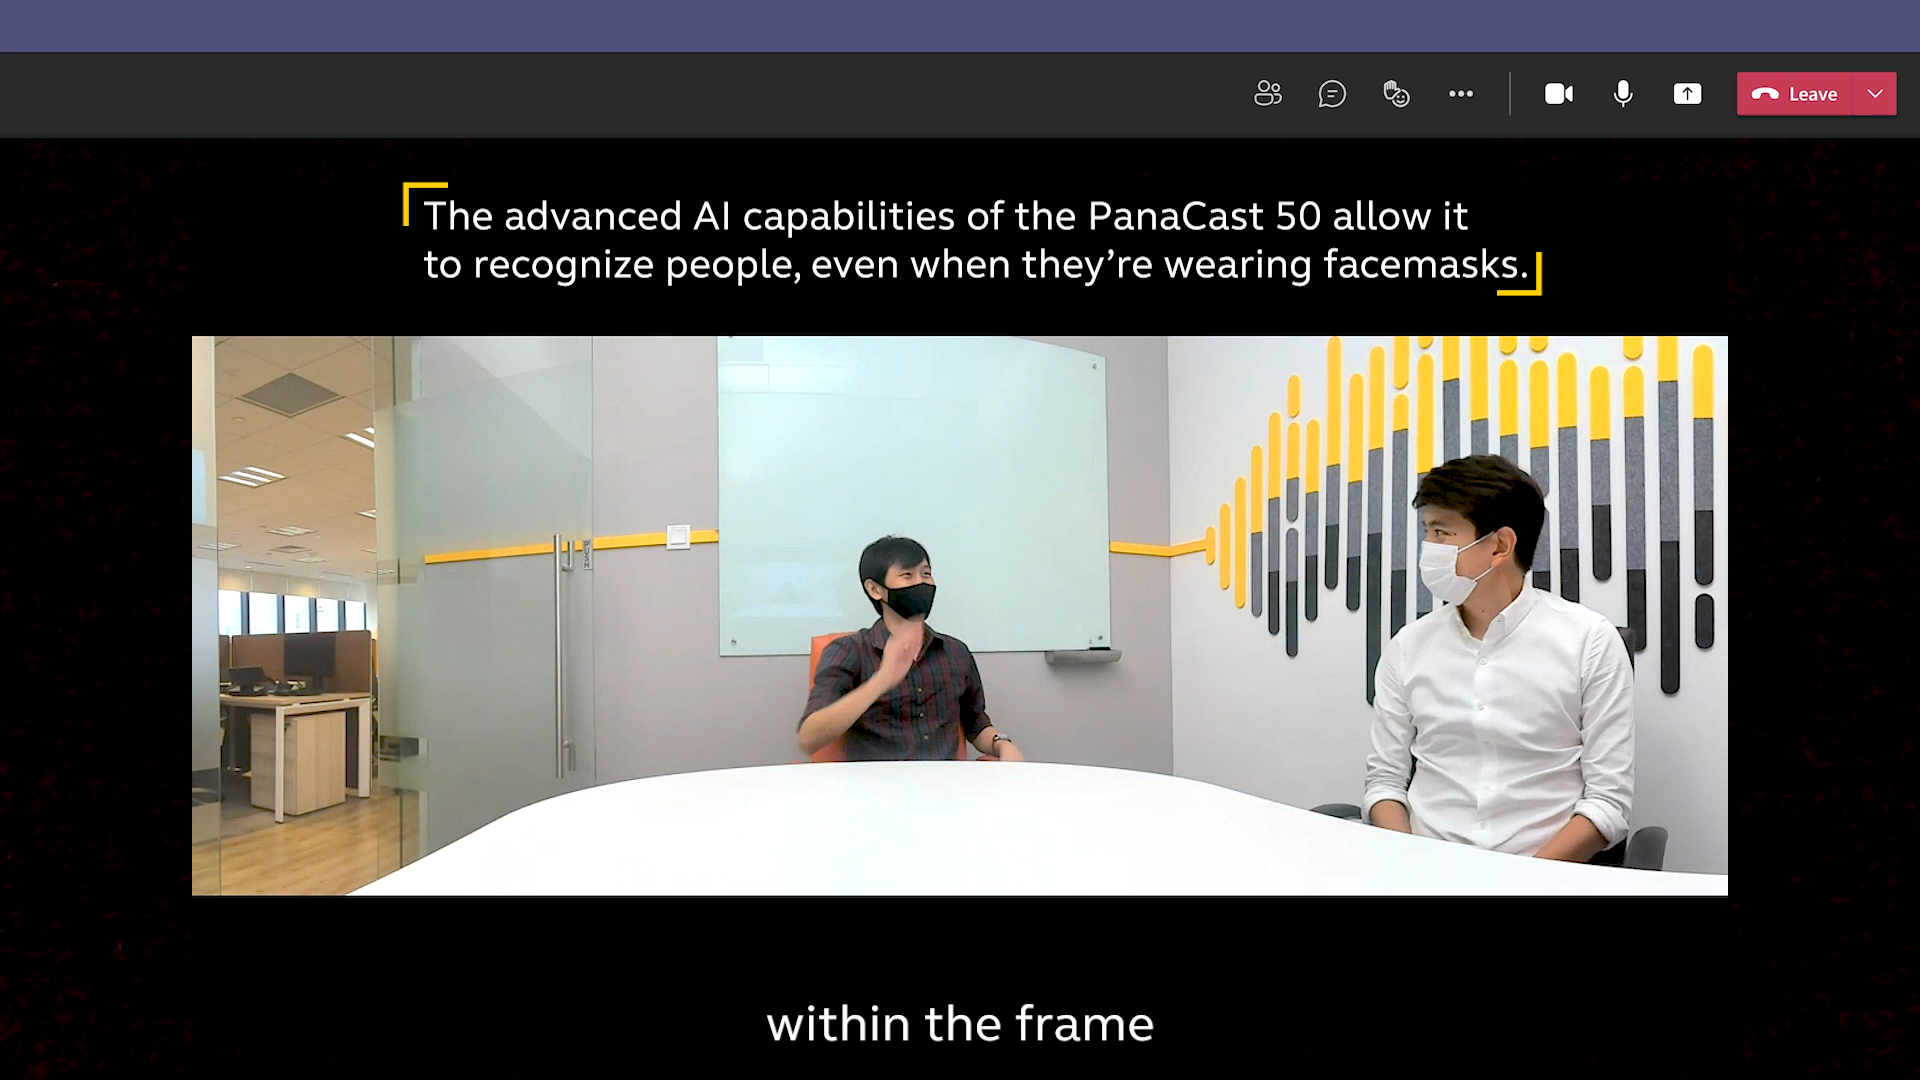 Leave
The advanced AI capabilities of the PanaCast 50 allow it
to recognize people, even when they’re wearing facemasks.
PUSH
within the frame